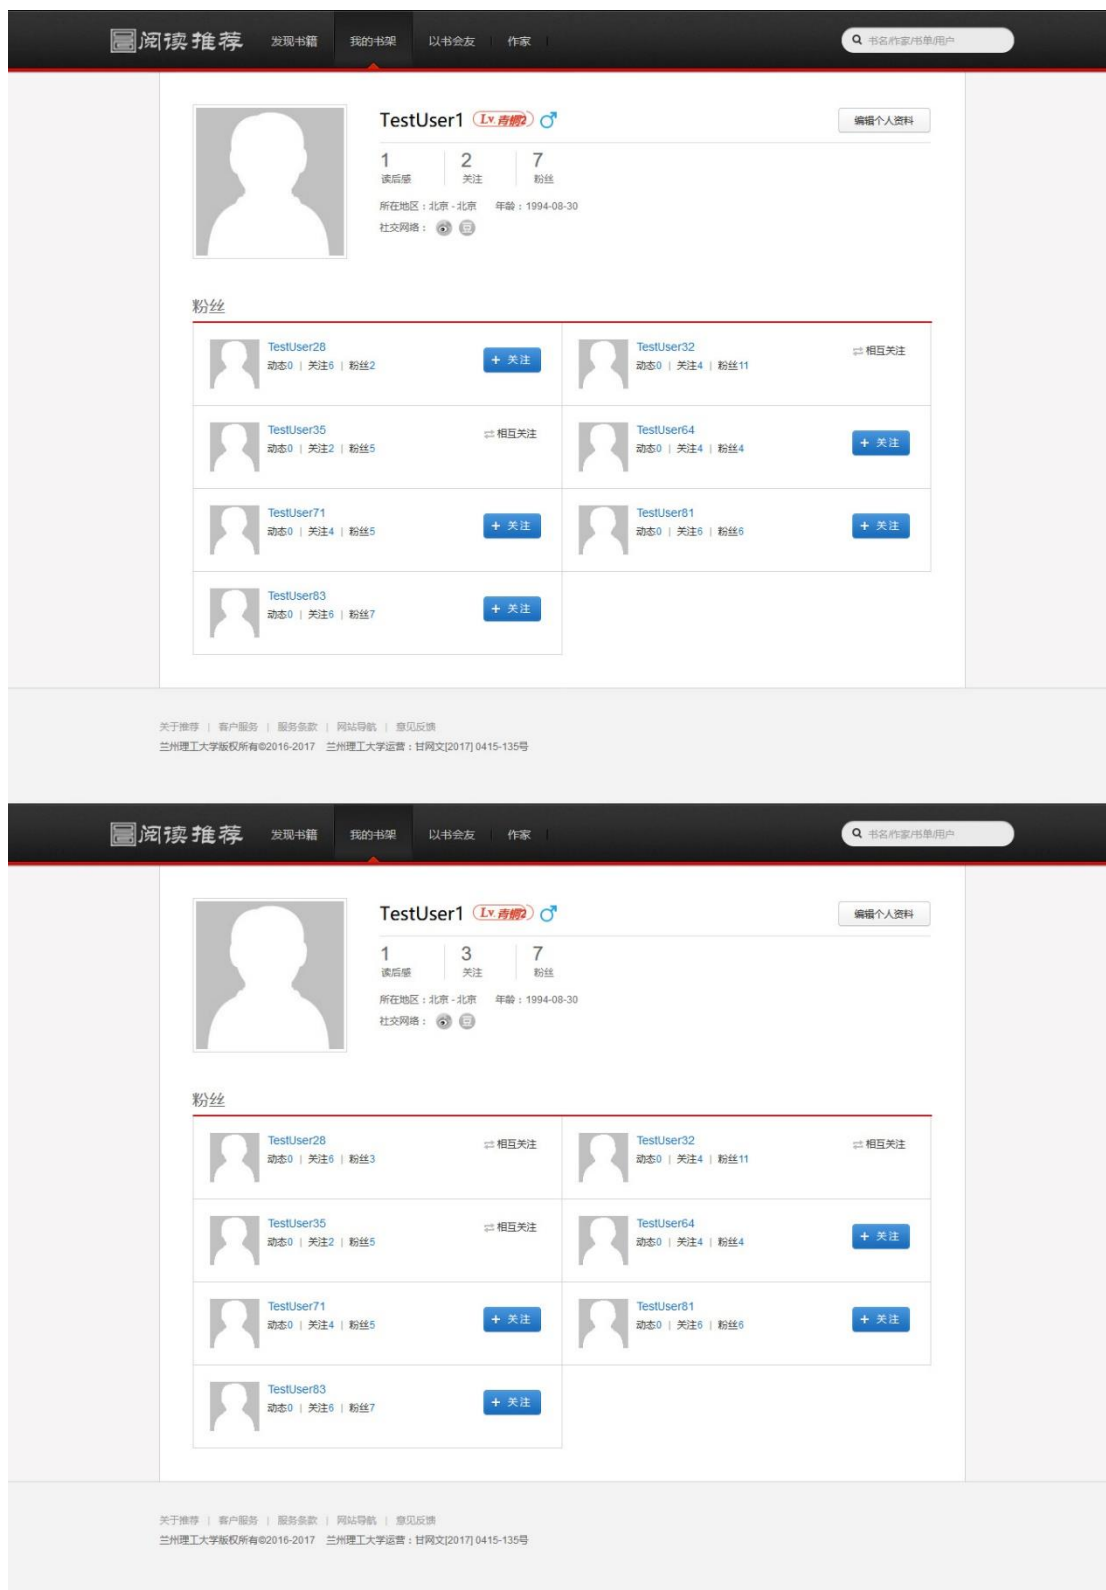 阅读推荐 发现书籍 我的书架 以书会友 作家 书名/作家/书单/用户
TestUser1 Lv.青铜2 编辑个人资料
1 2 7
读后感 关注 粉丝
所在地区：北京 - 北京 年龄：1994-08-30
社交网络： 豆
粉丝
TestUser28 TestUser32
动态0 | 关注6 | 粉丝2 + 关注 动态0 | 关注4 | 粉丝11 相互关注
TestUser35 TestUser64
动态0 | 关注2 | 粉丝5 相互关注 动态0 | 关注4 | 粉丝4 + 关注
TestUser71 TestUser81
动态0 | 关注4 | 粉丝5 + 关注 动态0 | 关注6 | 粉丝6 + 关注
TestUser83
动态0 | 关注6 | 粉丝7 + 关注
关于推荐 | 客户服务 | 服务条款 | 网站导航 | 意见反馈
兰州理工大学版权所有©2016-2017 兰州理工大学运营：甘网文[2017] 0415-135号
阅读推荐 发现书籍 我的书架 以书会友 作家 书名/作家/书单/用户
TestUser1 Lv.青铜2 编辑个人资料
1 3 7
读后感 关注 粉丝
所在地区：北京 - 北京 年龄：1994-08-30
社交网络： 豆
粉丝
TestUser28 TestUser32
动态0 | 关注6 | 粉丝3 相互关注 动态0 | 关注4 | 粉丝11 相互关注
TestUser35 TestUser64
动态0 | 关注2 | 粉丝5 相互关注 动态0 | 关注4 | 粉丝4 + 关注
TestUser71 TestUser81
动态0 | 关注4 | 粉丝5 + 关注 动态0 | 关注6 | 粉丝6 + 关注
TestUser83
动态0 | 关注6 | 粉丝7 + 关注
关于推荐 | 客户服务 | 服务条款 | 网站导航 | 意见反馈
兰州理工大学版权所有©2016-2017 兰州理工大学运营：甘网文[2017] 0415-135号